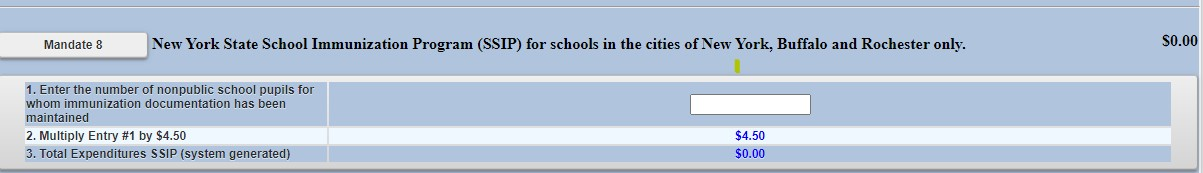 Mandate 8
New York State School Immunization Program (SSIP) for schools in the cities of New York, Buffalo and Rochester only.
$0.00
1. Enter the number of nonpublic school pupils for
whom immunization documentation has been
maintained
2. Multiply Entry #1 by $4.50
$4.50
3. Total Expenditures SSIP (system generated)
$0.00